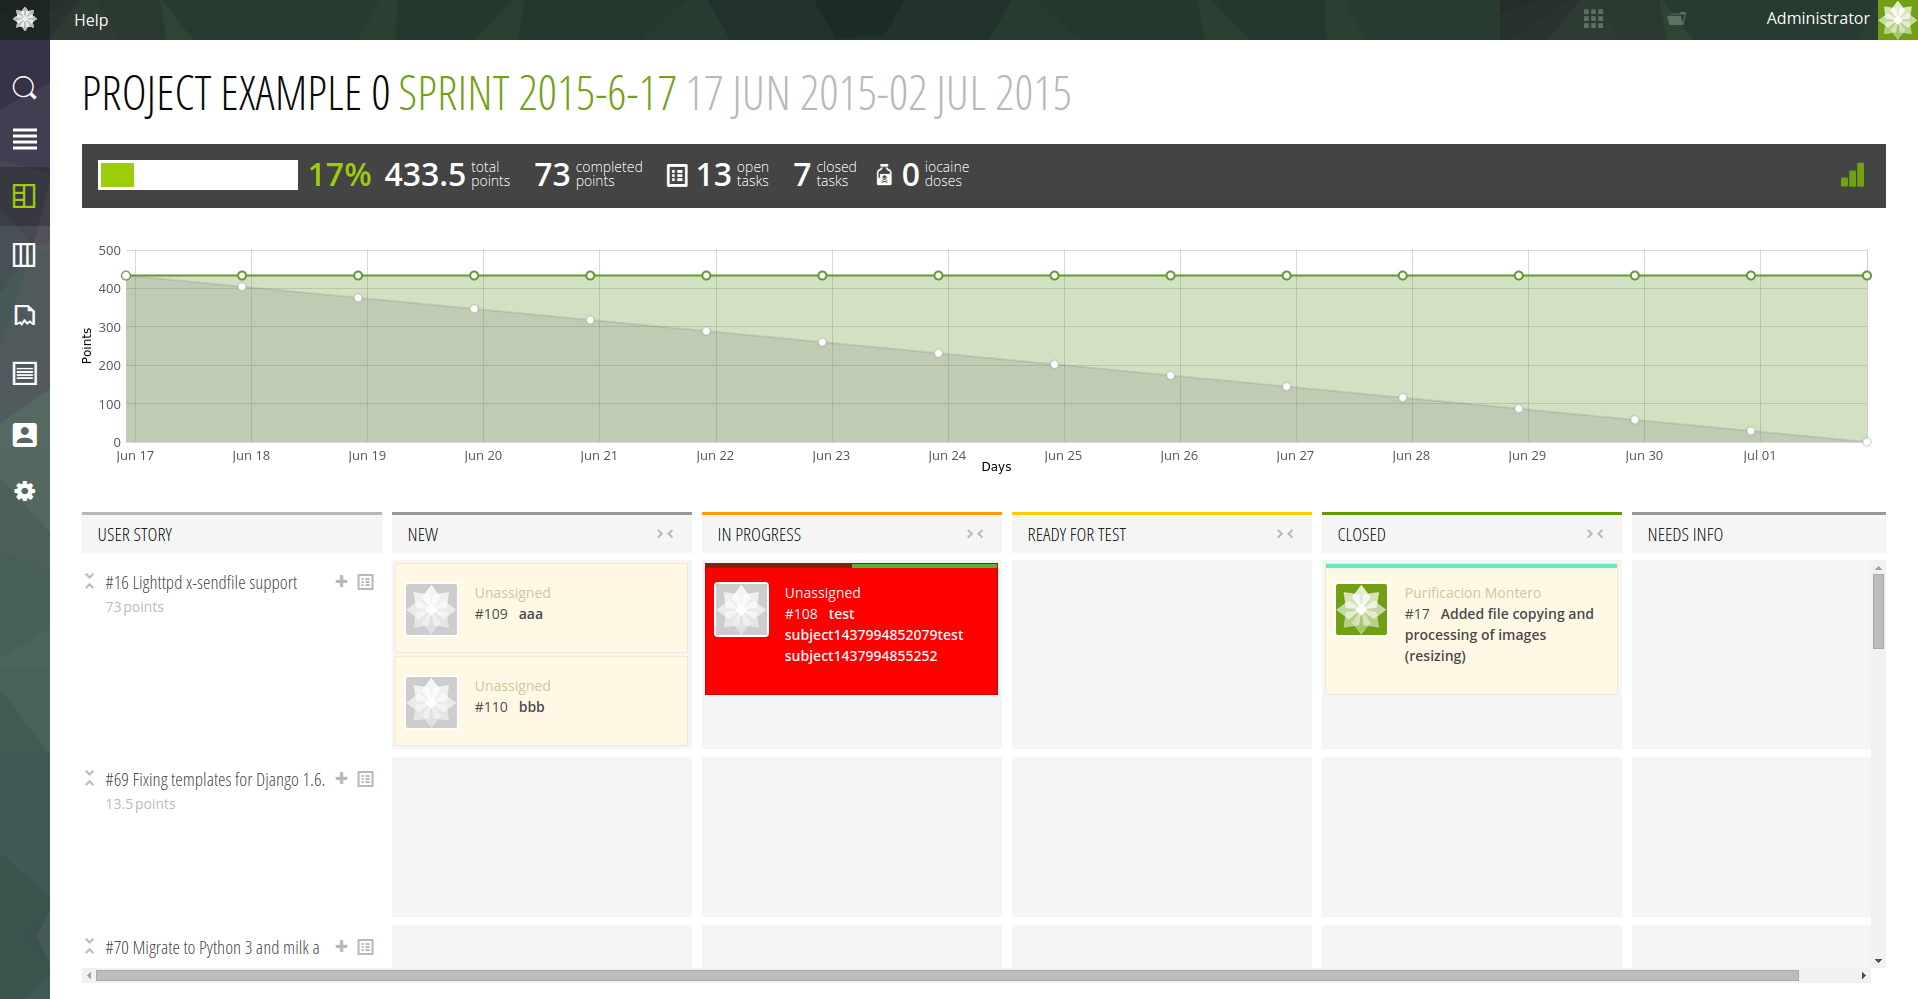 Help
Administrator
PROJECT EXAMPLE 0 SPRINT 2015-6-17 17 JUN 2015-02 JUL 2015
17% 433.5 total points 73 completed points 13 open tasks 7 closed tasks 0 iocaine doses
500
400
300
200
100
0
Points
Jun 17 Jun 18 Jun 19 Jun 20 Jun 21 Jun 22 Jun 23 Jun 24 Jun 25 Jun 26 Jun 27 Jun 28 Jun 29 Jun 30 Jul 01
Days
USER STORY NEW IN PROGRESS READY FOR TEST CLOSED NEEDS INFO
#16 Lighttpd x-sendfile support
73 points
Unassigned
#109 aaa
Unassigned
#110 bbb
Unassigned
#108 test
subject1437994852079test
subject1437994855252
Purificacion Montero
#17 Added file copying and
processing of images
(resizing)
#69 Fixing templates for Django 1.6.
13.5 points
#70 Migrate to Python 3 and milk a